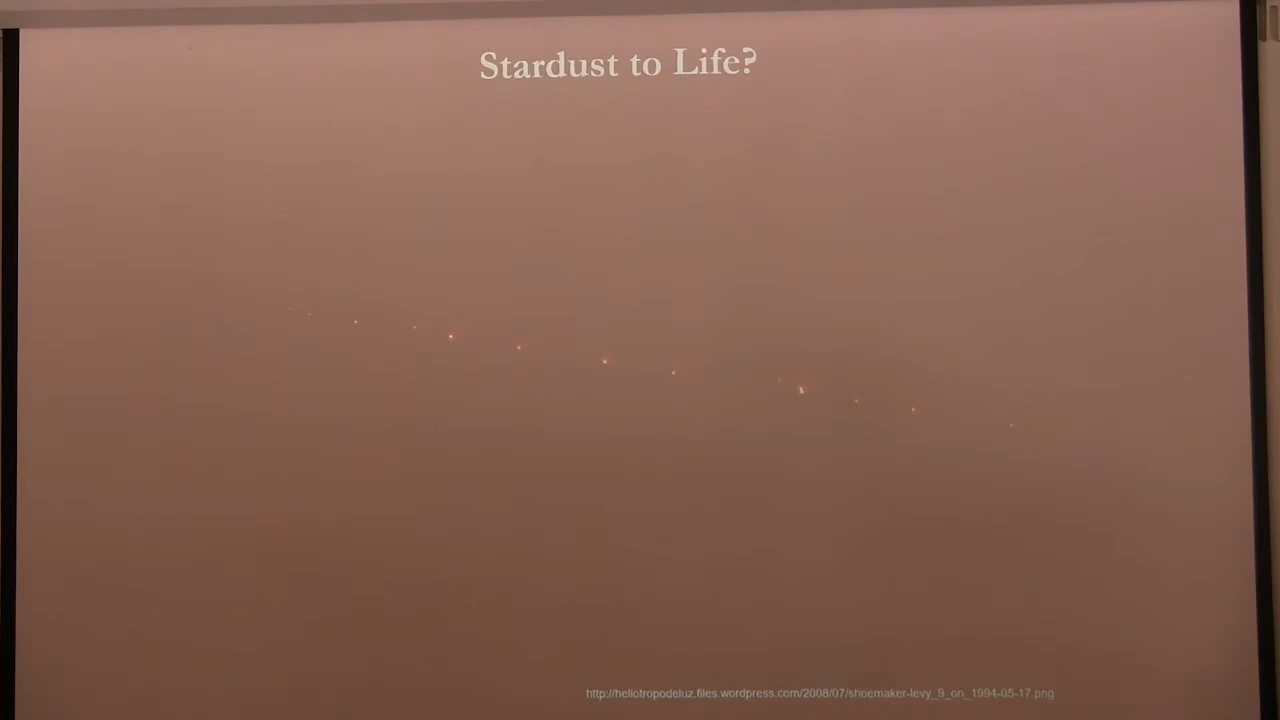 Stardust to Life?
http://heliotropodeluz.files.wordpress.com/2008/07/shoemaker-levy_9_on_1994-05-17.png